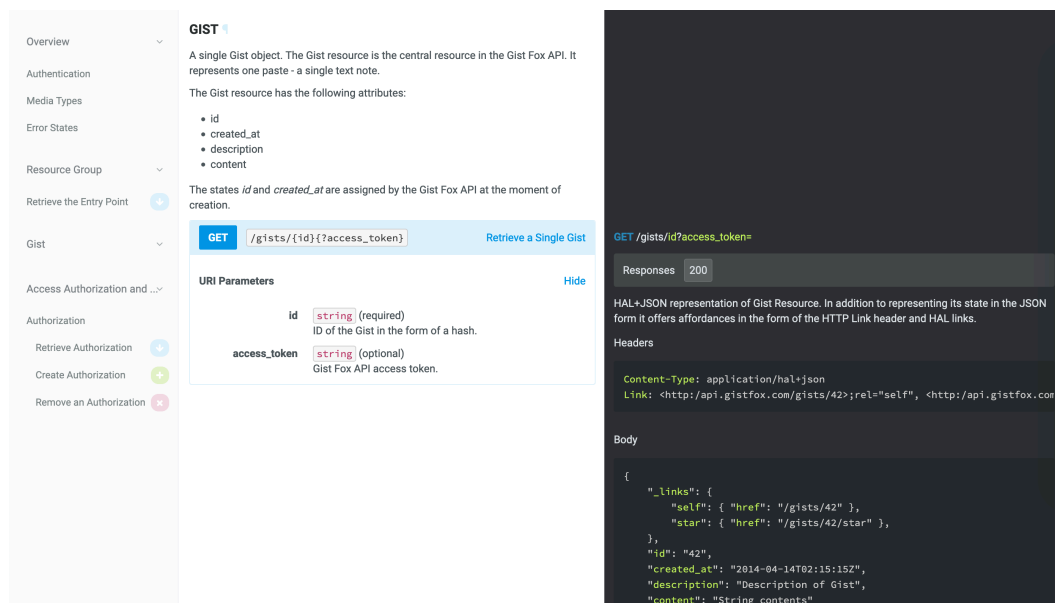 Overview
Authentication
Media Types
Error States
Resource Group
Retrieve the Entry Point
Gist
Access Authorization and ...
Authorization
Retrieve Authorization
Create Authorization
Remove an Authorization
GIST
A single Gist object. The Gist resource is the central resource in the Gist Fox API. It
represents one paste - a single text note.
The Gist resource has the following attributes:
• id
• created_at
• description
• content
The states id and created_at are assigned by the Gist Fox API at the moment of
creation.
GET /gists/{id}{?access_token} Retrieve a Single Gist
URI Parameters Hide
id string (required)
ID of the Gist in the form of a hash.
access_token string (optional)
Gist Fox API access token.
GET /gists/id?access_token=
Responses 200
HAL+JSON representation of Gist Resource. In addition to representing its state in the JSON
form it offers affordances in the form of the HTTP Link header and HAL links.
Headers
Content-Type: application/hal+json
Link: <http:/api.gistfox.com/gists/42>;rel="self", <http:/api.gistfox.com
Body
{
"_links": {
"self": { "href": "/gists/42" },
"star": { "href": "/gists/42/star" },
},
"id": "42",
"created_at": "2014-04-14T02:15:15Z",
"description": "Description of Gist",
"content": "String contents"